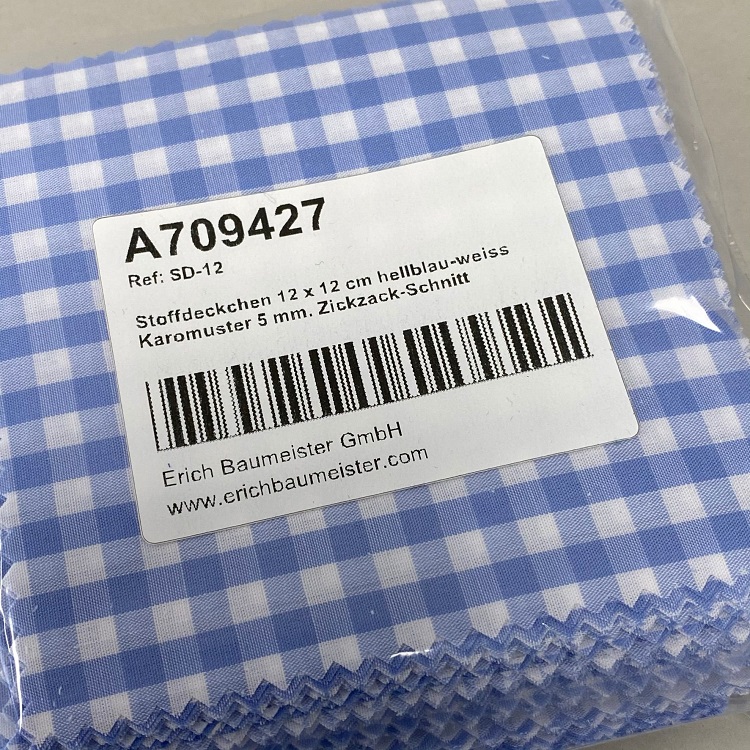 A709427
Ref: SD-12
Stoffdeckchen 12 x 12 cm hellblau-weiss
Karomuster 5 mm. Zickzack-Schnitt
Erich Baumeister GmbH
www.erichbaumeister.com